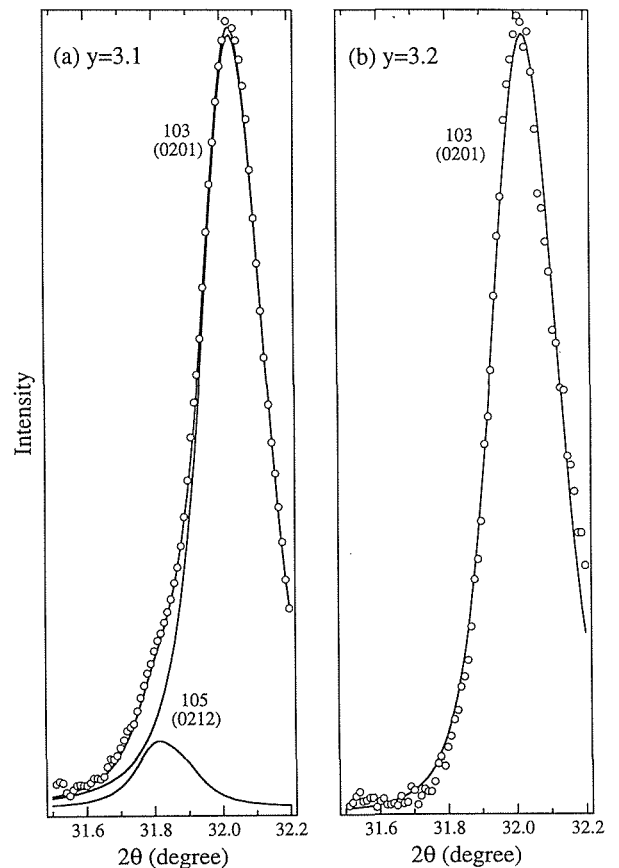 (a) y=3.1
103
(0201)
105
(0212)
Intensity
31.6
31.8
32.0
32.2
2θ (degree)
(b) y=3.2
103
(0201)
31.6
31.8
32.0
32.2
2θ (degree)